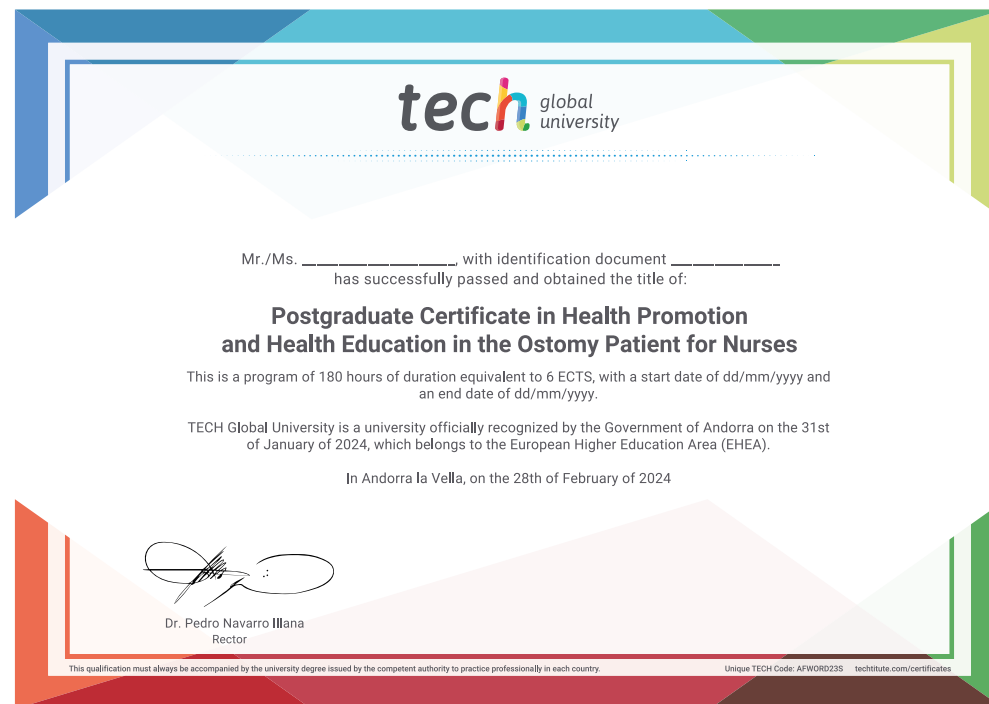 tech global
university
Mr./Ms. ____________________, with identification document ______________
has successfully passed and obtained the title of:
Postgraduate Certificate in Health Promotion
and Health Education in the Ostomy Patient for Nurses
This is a program of 180 hours of duration equivalent to 6 ECTS, with a start date of dd/mm/yyyy and
an end date of dd/mm/yyyy.
TECH Global University is a university officially recognized by the Government of Andorra on the 31st
of January of 2024, which belongs to the European Higher Education Area (EHEA).
In Andorra la Vella, on the 28th of February of 2024
Dr. Pedro Navarro Illana
Rector
This qualification must always be accompanied by the university degree issued by the competent authority to practice professionally in each country.
Unique TECH Code: AFWORD23S techtitute.com/certificates